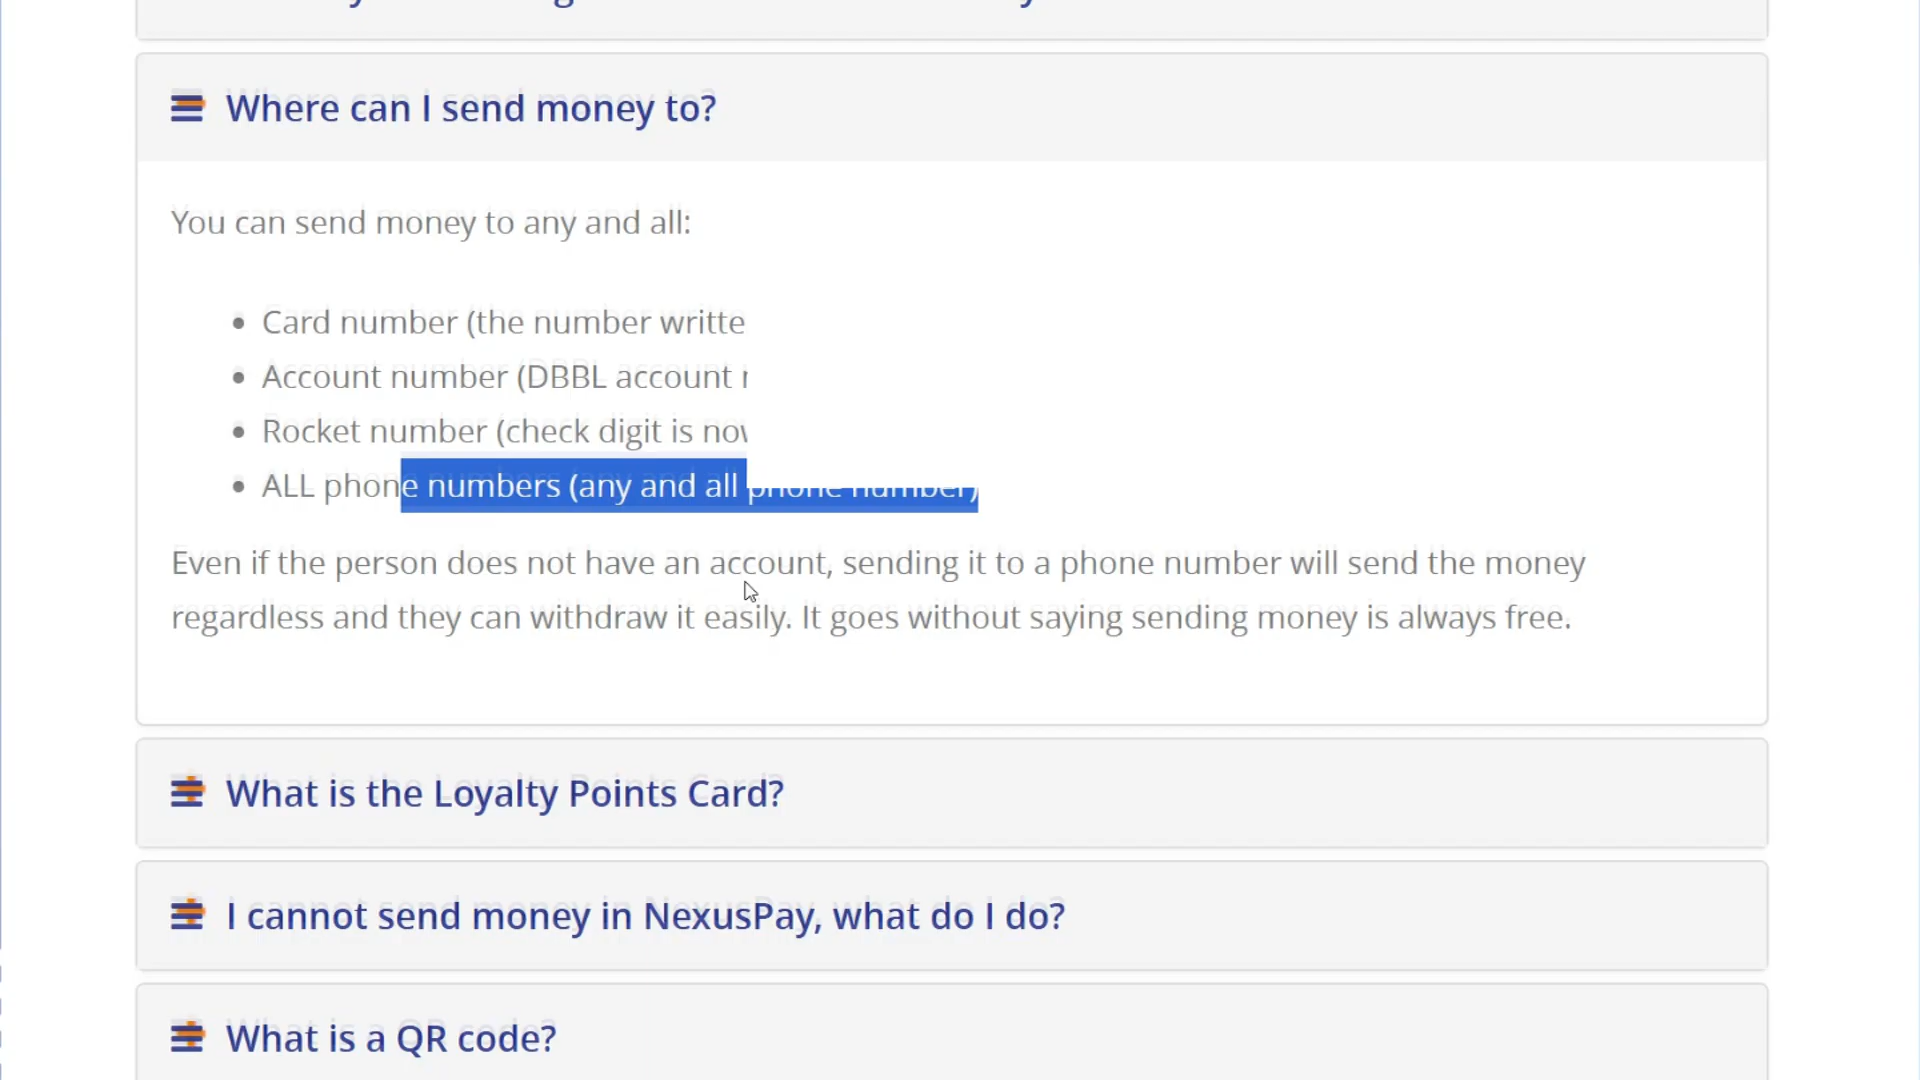 Where can I send money to?
You can send money to any and all:
Card number (the number writte
Account number (DBBL account
Rocket number (check digit is
ALL phone numbers (any and all phone number)
Even if the person does not have an account, sending it to a phone number will send the money
regardless and they can withdraw it easily. It goes without saying sending money is always free.
What is the Loyalty Points Card?
I cannot send money in NexusPay, what do I do?
What is a QR code?